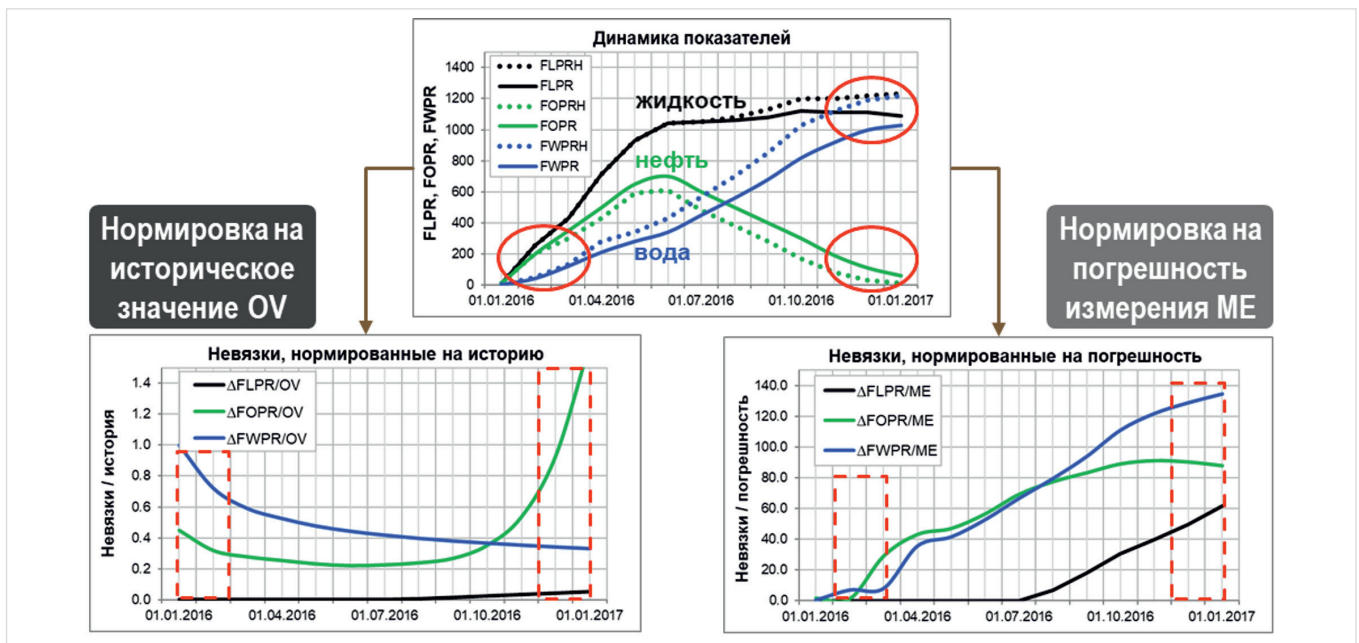 Динамика показателей
FLPR, FOPR, FWPR
1400
1200
1000
800
600
400
200
0
FLPRH
FLPR
FOPRH
FOPR
FWPRH
FWPR
жидкость
нефть
вода
01.01.2016 01.04.2016 01.07.2016 01.10.2016 01.01.2017
Нормировка на
историческое
значение OV
Нормировка на
погрешность
измерения ME
Невязки, нормированные на историю
Невязки / история
1.4
1.2
1.0
0.8
0.6
0.4
0.2
0.0
ΔFLPR/OV
ΔFOPR/OV
ΔFWPR/OV
01.01.2016 01.04.2016 01.07.2016 01.10.2016 01.01.2017
Невязки, нормированные на погрешность
Невязки / погрешность
140.0
120.0
100.0
80.0
60.0
40.0
20.0
0.0
ΔFLPR/ME
ΔFOPR/ME
ΔFWPR/ME
01.01.2016 01.04.2016 01.07.2016 01.10.2016 01.01.2017